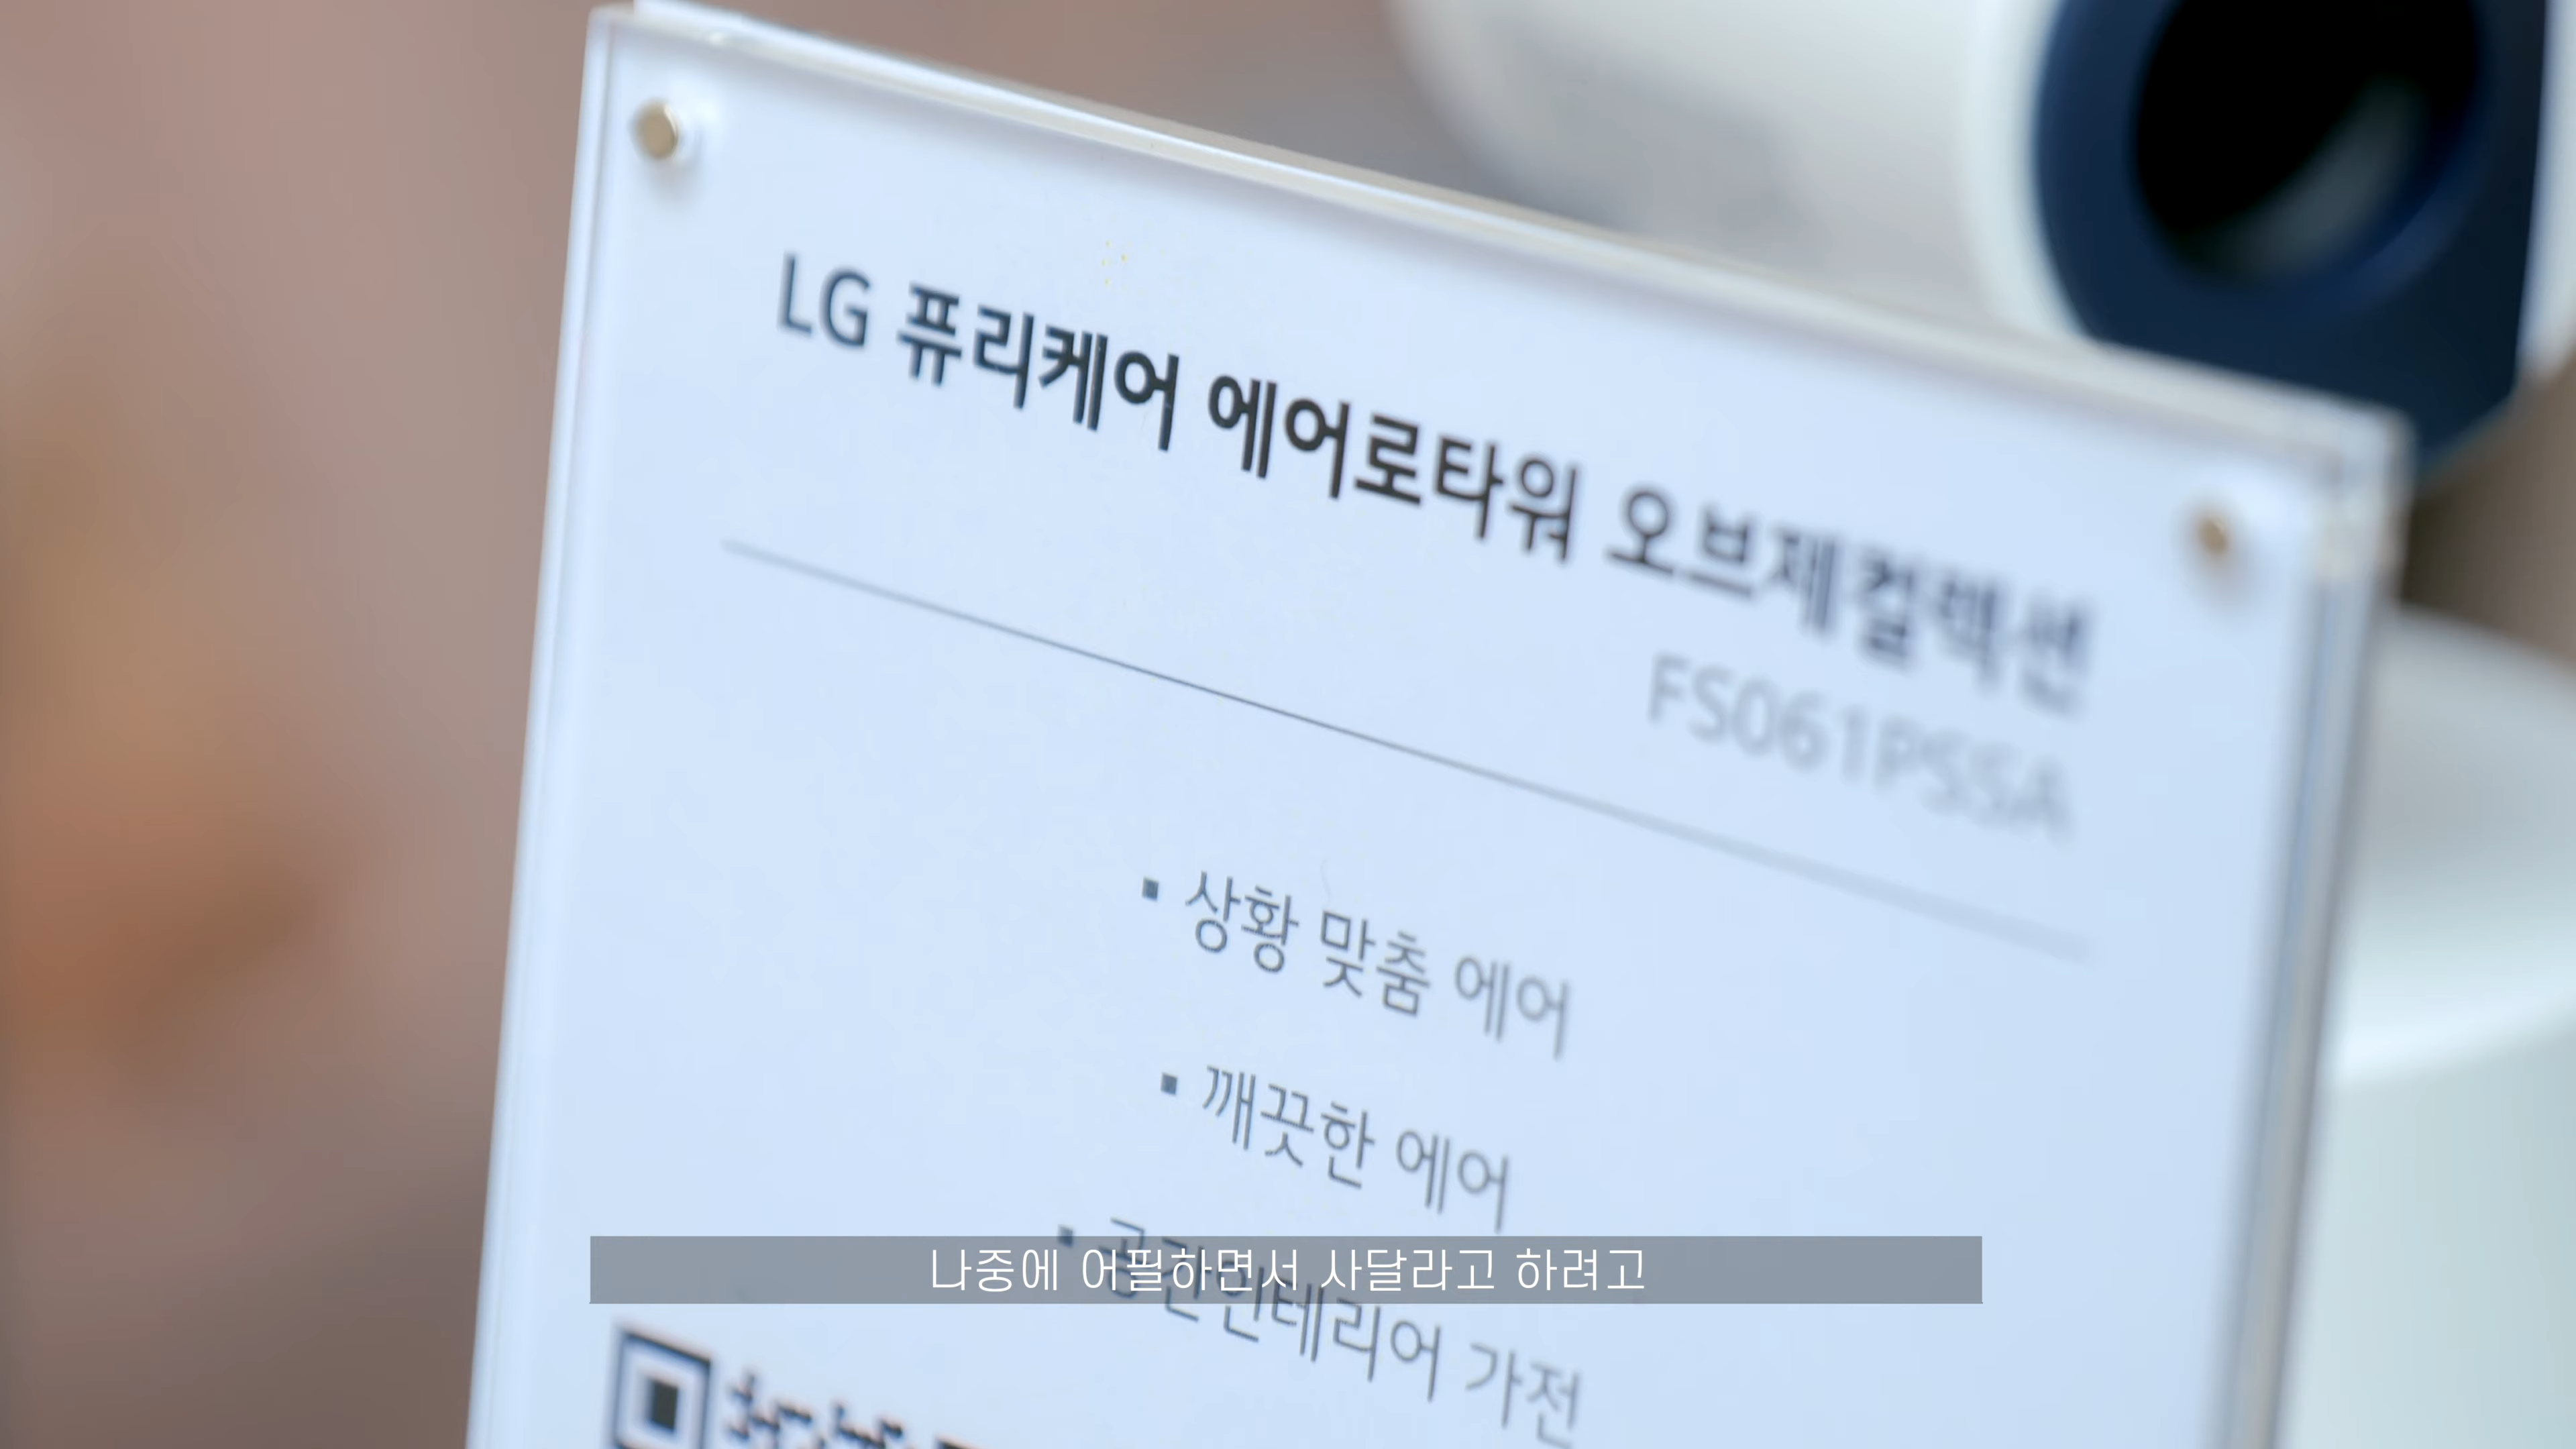 LG 퓨리케어 에어로타워 오브제컬렉션
FS061PSSA
▪ 상황 맞춤 에어
▪ 깨끗한 에어
▪ 공간인테리어 가전
나중에 어필하면서 사달라고 하려고